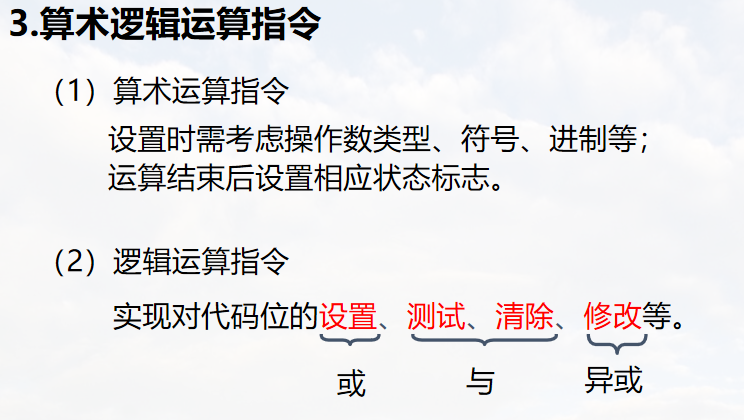 3.算术逻辑运算指令
（1）算术运算指令
设置时需考虑操作数类型、符号、进制等；
运算结束后设置相应状态标志。
（2）逻辑运算指令
实现对代码位的设置、测试、清除、修改等。
或 与 异或